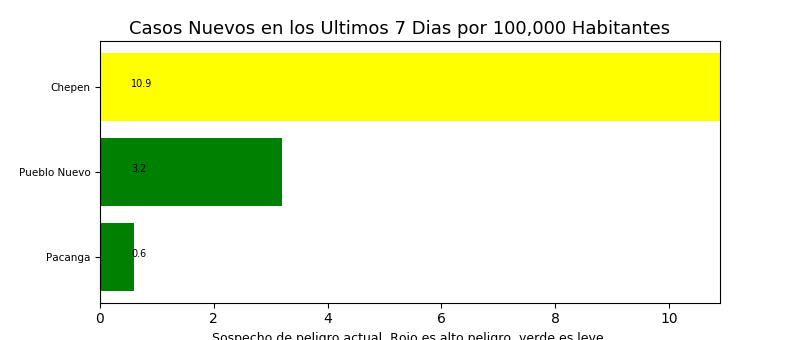 Casos Nuevos en los Ultimos 7 Dias por 100,000 Habitantes
Chepen 10.9
Pueblo Nuevo 3.2
Pacanga 0.6
0 2 4 6 8 10
Sospecho de peligro actual. Rojo es alto peligro, verde es leve